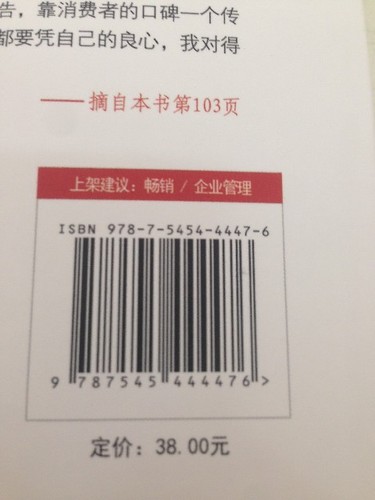 告，靠消费者的口碑一个传
都要凭自己的良心，我对得
——摘自本书第103页
上架建议：畅销 / 企业管理
ISBN 978-7-5454-4447-6
9 787545 444476 >
定价：38.00元